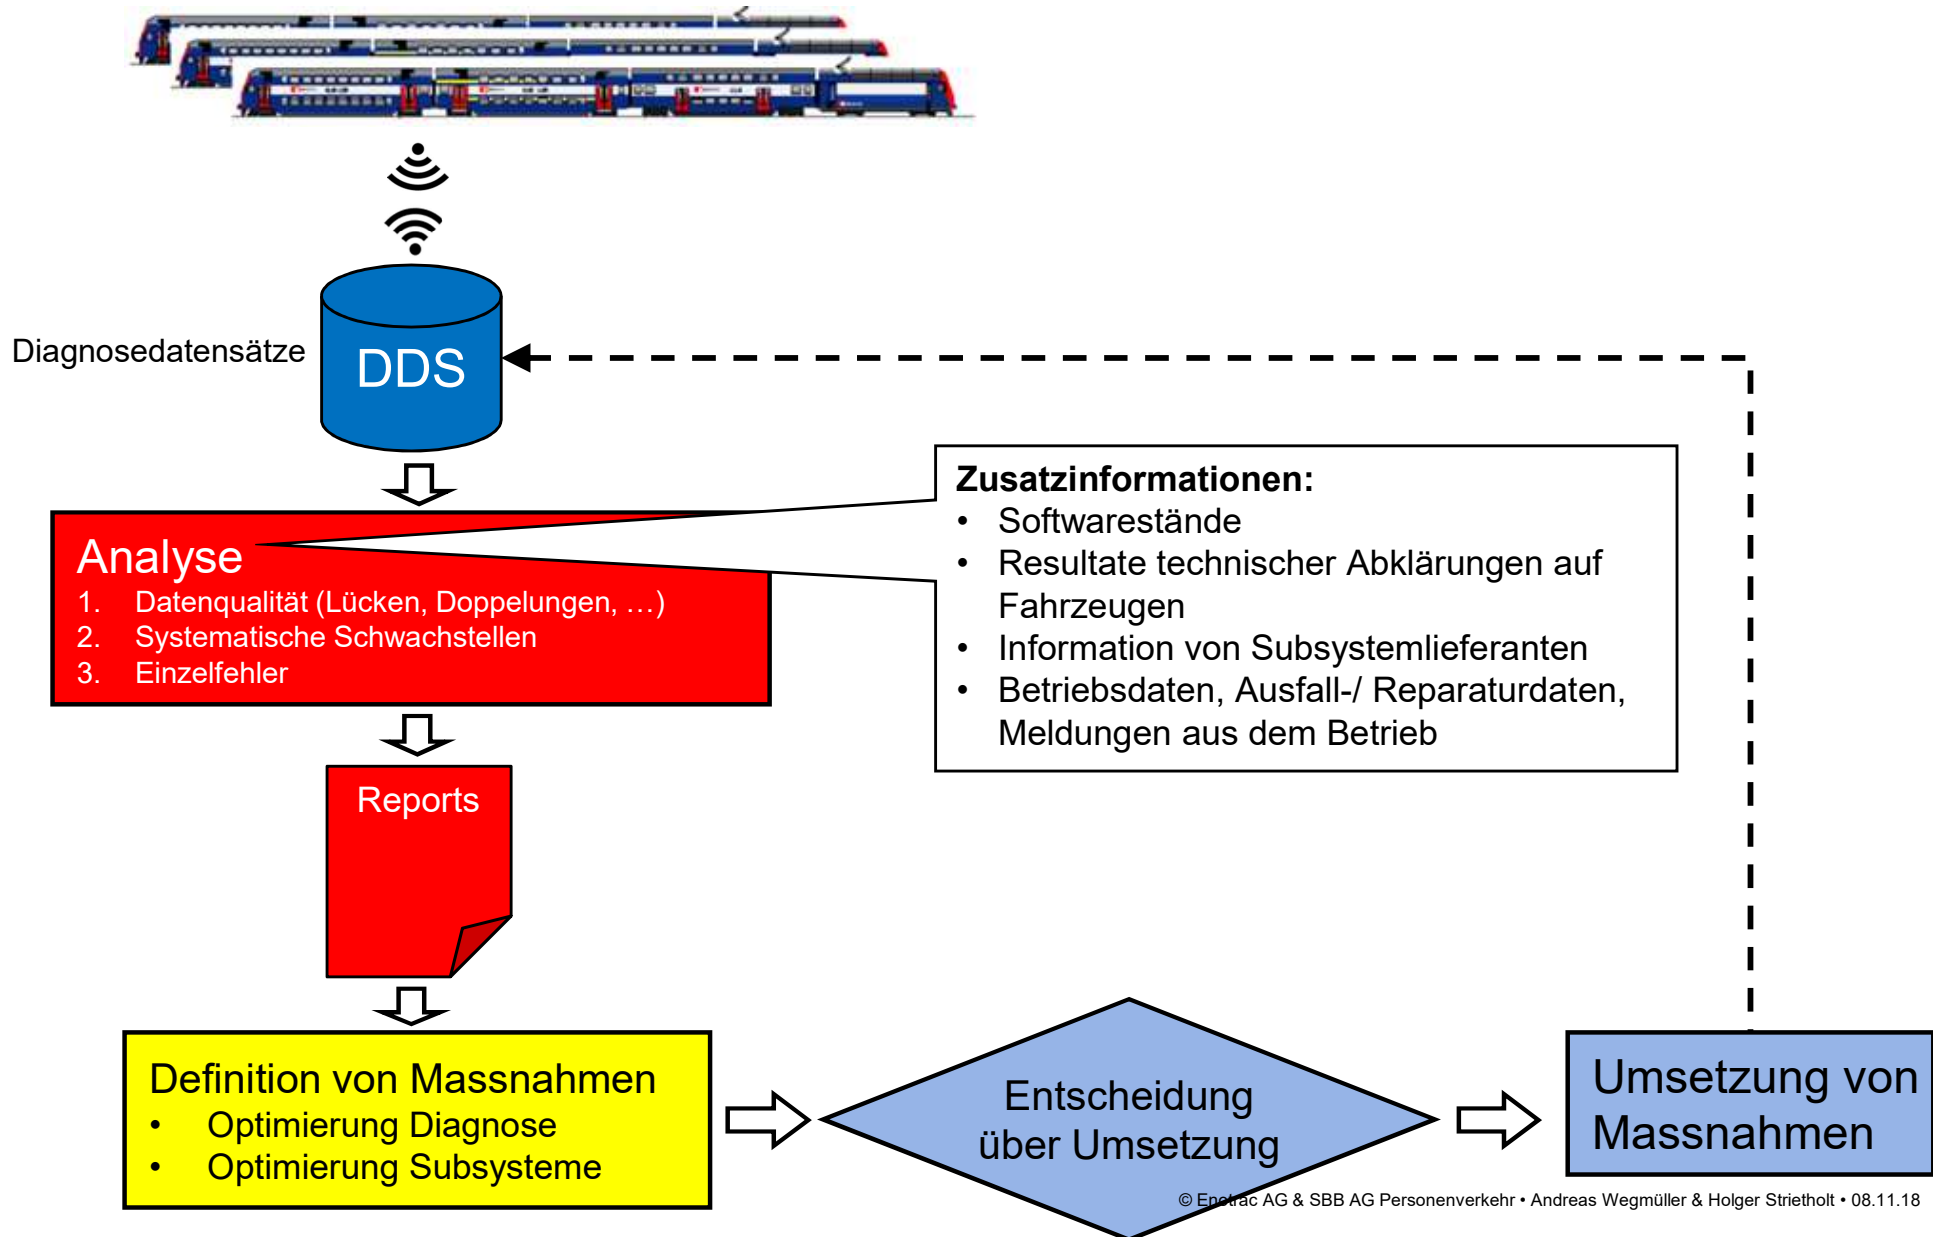 Diagnosedatensätze
DDS
Analyse
1. Datenqualität (Lücken, Doppelungen, …)
2. Systematische Schwachstellen
3. Einzelfehler
Zusatzinformationen:
• Softwarestände
• Resultate technischer Abklärungen auf
Fahrzeugen
• Information von Subsystemlieferanten
• Betriebsdaten, Ausfall-/ Reparaturdaten,
Meldungen aus dem Betrieb
Reports
Definition von Massnahmen
• Optimierung Diagnose
• Optimierung Subsysteme
Entscheidung
über Umsetzung
Umsetzung von
Massnahmen
© Enotrac AG & SBB AG Personenverkehr • Andreas Wegmüller & Holger Strietholt • 08.11.18